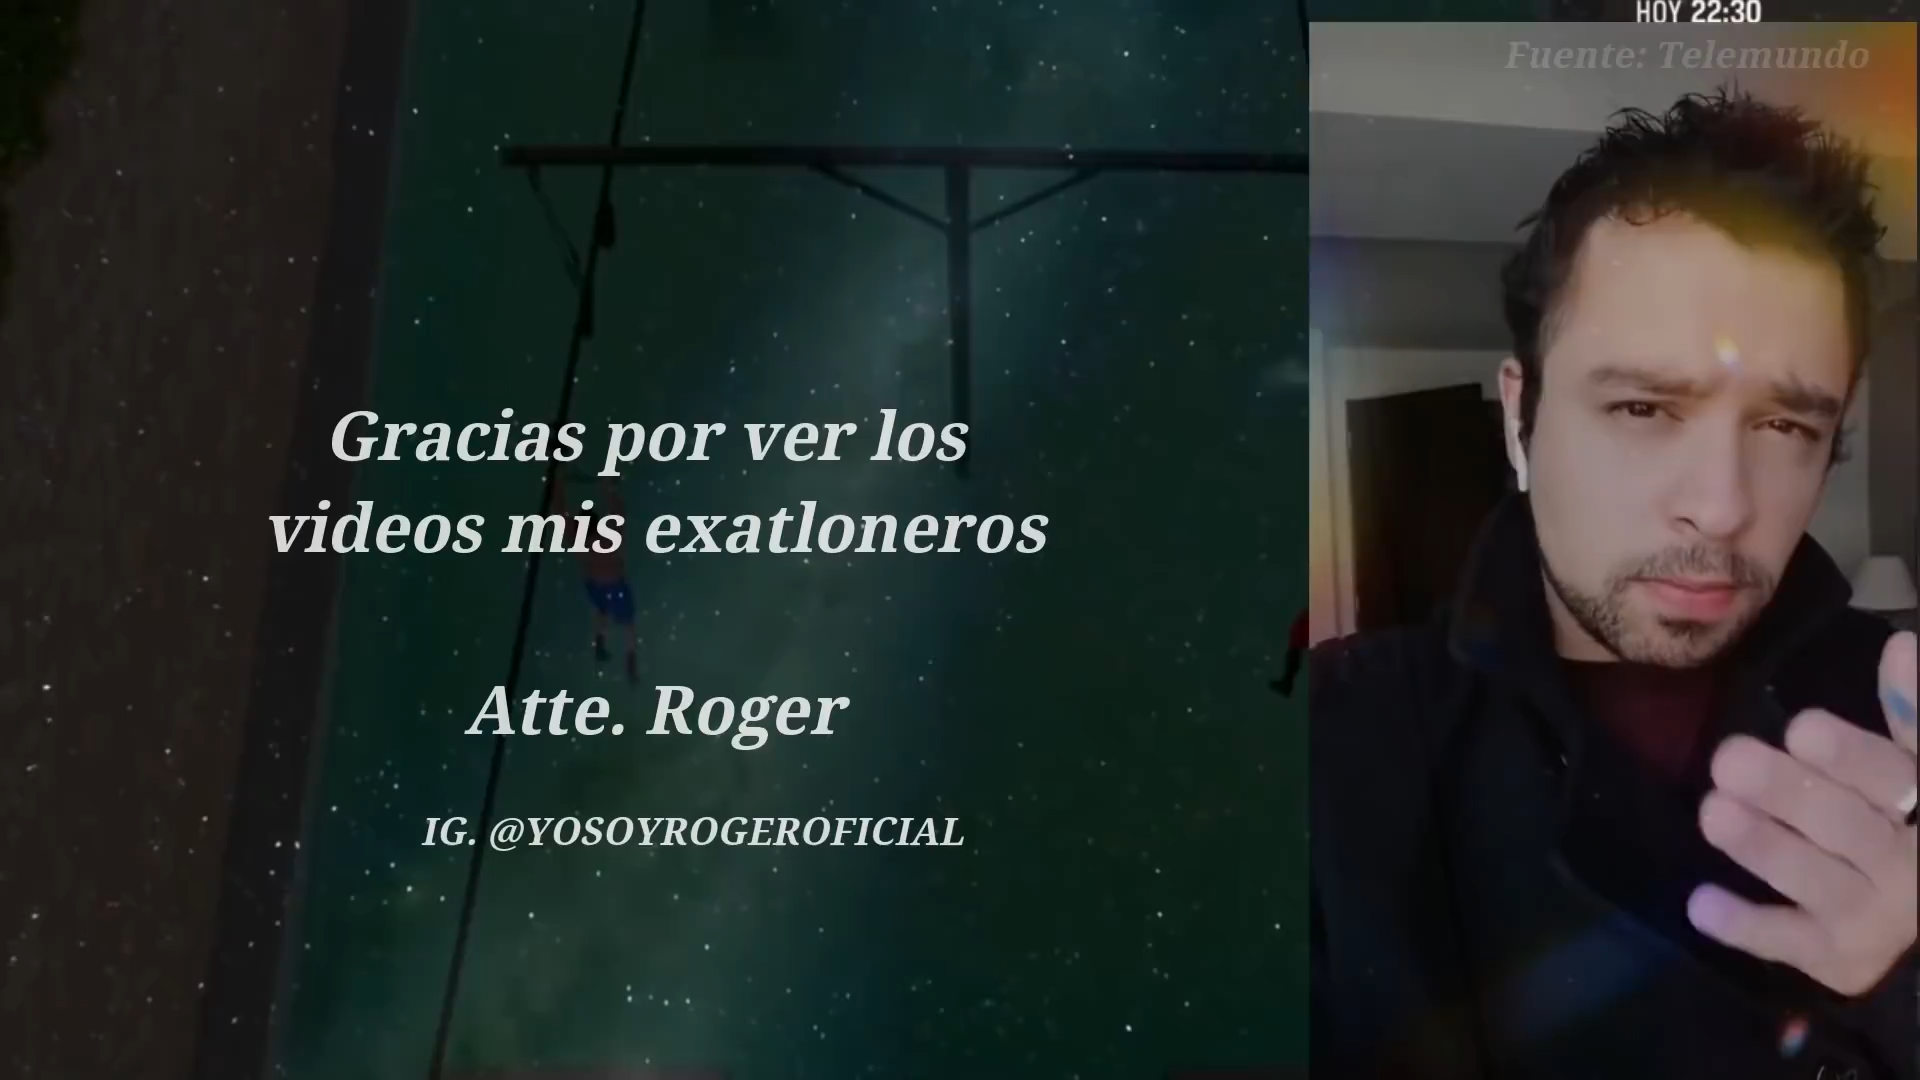 HOY 22:30
Fuente: Telemundo
Gracias por ver los
videos mis exatloneros
Atte. Roger
IG. @YOSOYROGEROFICIAL